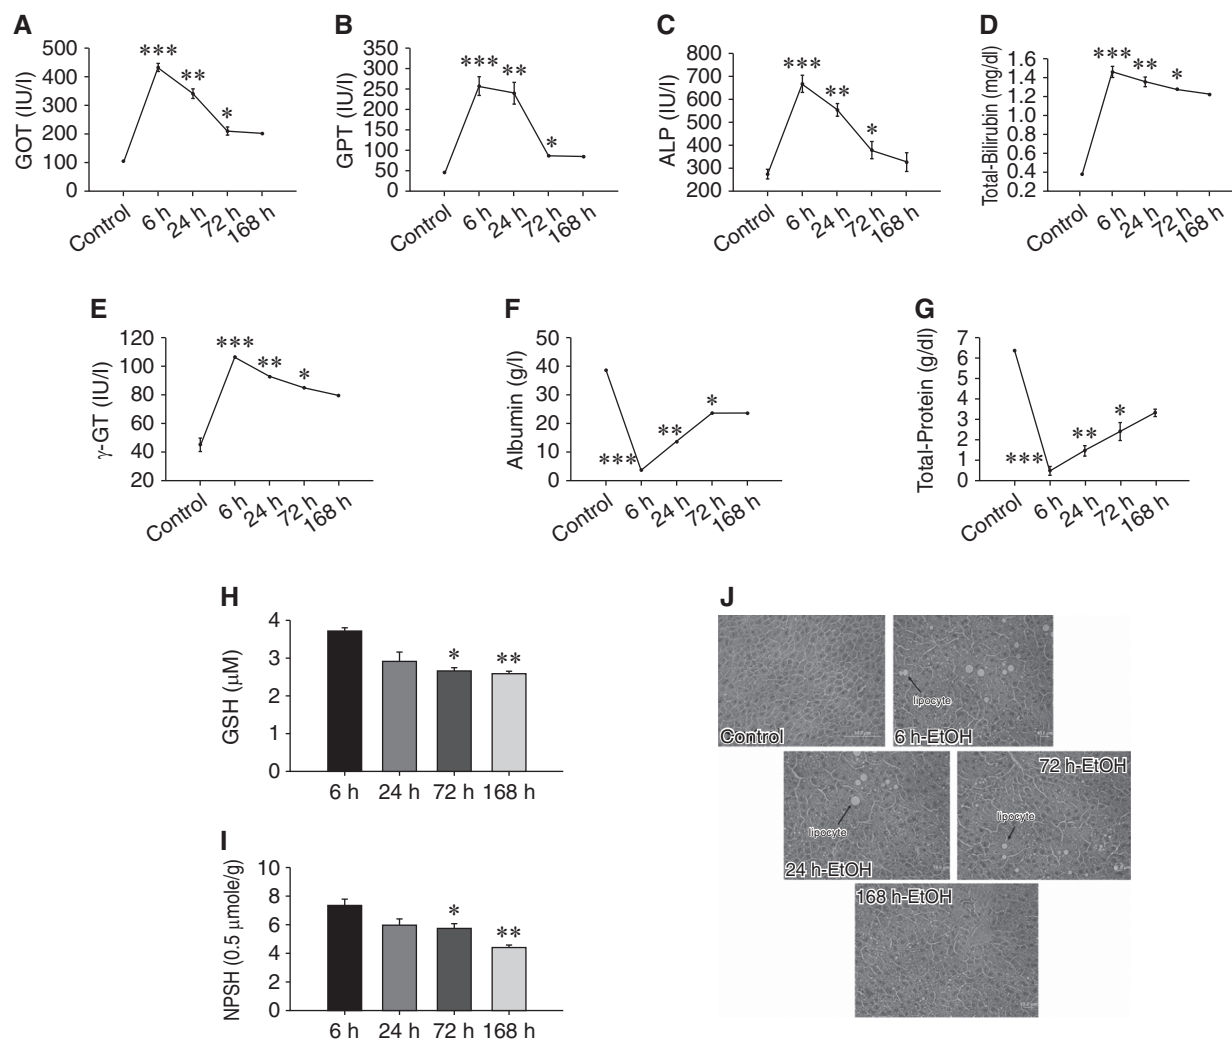 A
GOT (IU/l)
500
400
300
200
100
0
***
**
*
Control
6 h
24 h
72 h
168 h
B
GPT (IU/l)
350
300
250
200
150
100
50
0
***
**
*
Control
6 h
24 h
72 h
168 h
C
ALP (IU/l)
800
700
600
500
400
300
200
***
**
*
Control
6 h
24 h
72 h
168 h
D
Total-Bilirubin (mg/dl)
1.6
1.4
1.2
1.0
0.8
0.6
0.4
0.2
***
**
*
Control
6 h
24 h
72 h
168 h
E
γ-GT (IU/l)
120
100
80
60
40
20
***
**
*
Control
6 h
24 h
72 h
168 h
F
Albumin (g/l)
50
40
30
20
10
0
***
**
*
Control
6 h
24 h
72 h
168 h
G
Total-Protein (g/dl)
7
6
5
4
3
2
1
0
***
**
*
Control
6 h
24 h
72 h
168 h
H
GSH (μM)
4
3
2
1
0
*
**
6 h
24 h
72 h
168 h
I
NPSH (0.5 μmole/g)
10
8
6
4
2
0
*
**
6 h
24 h
72 h
168 h
J
Control
lipocyte
6 h-EtOH
lipocyte
24 h-EtOH
72 h-EtOH
lipocyte
168 h-EtOH